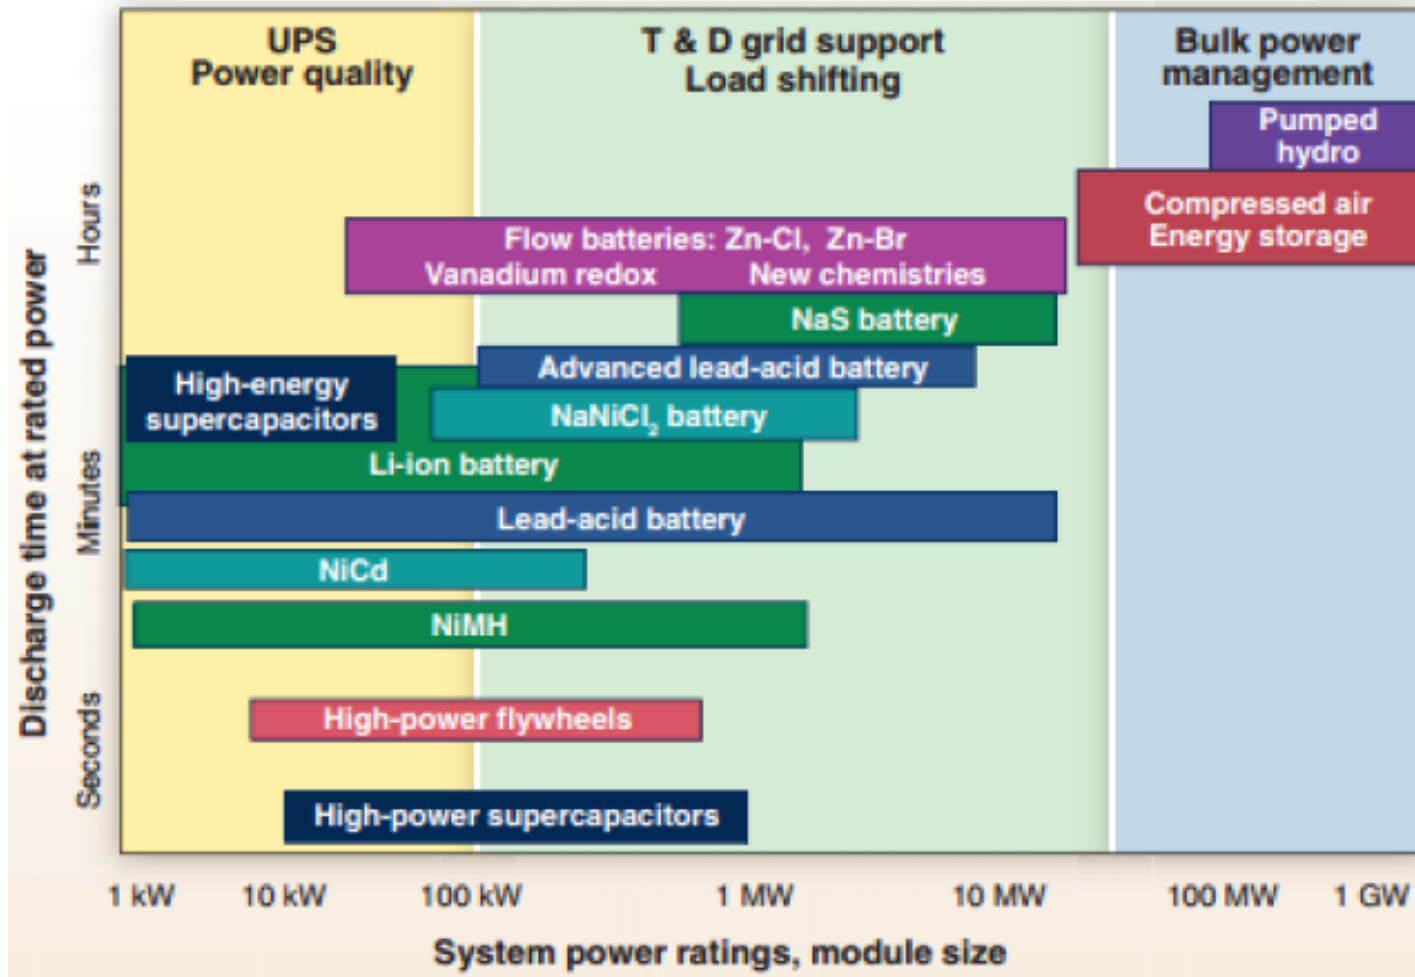 UPS
Power quality
T & D grid support
Load shifting
Bulk power
management
Pumped
hydro
Compressed air
Energy storage
Flow batteries: Zn-Cl, Zn-Br
Vanadium redox New chemistries
NaS battery
Advanced lead-acid battery
High-energy
supercapacitors
NaNiCl₂ battery
Li-ion battery
Lead-acid battery
NiCd
NiMH
High-power flywheels
High-power supercapacitors
Discharge time at rated power
Hours
Minutes
Seconds
1 kW 10 kW 100 kW 1 MW 10 MW 100 MW 1 GW
System power ratings, module size